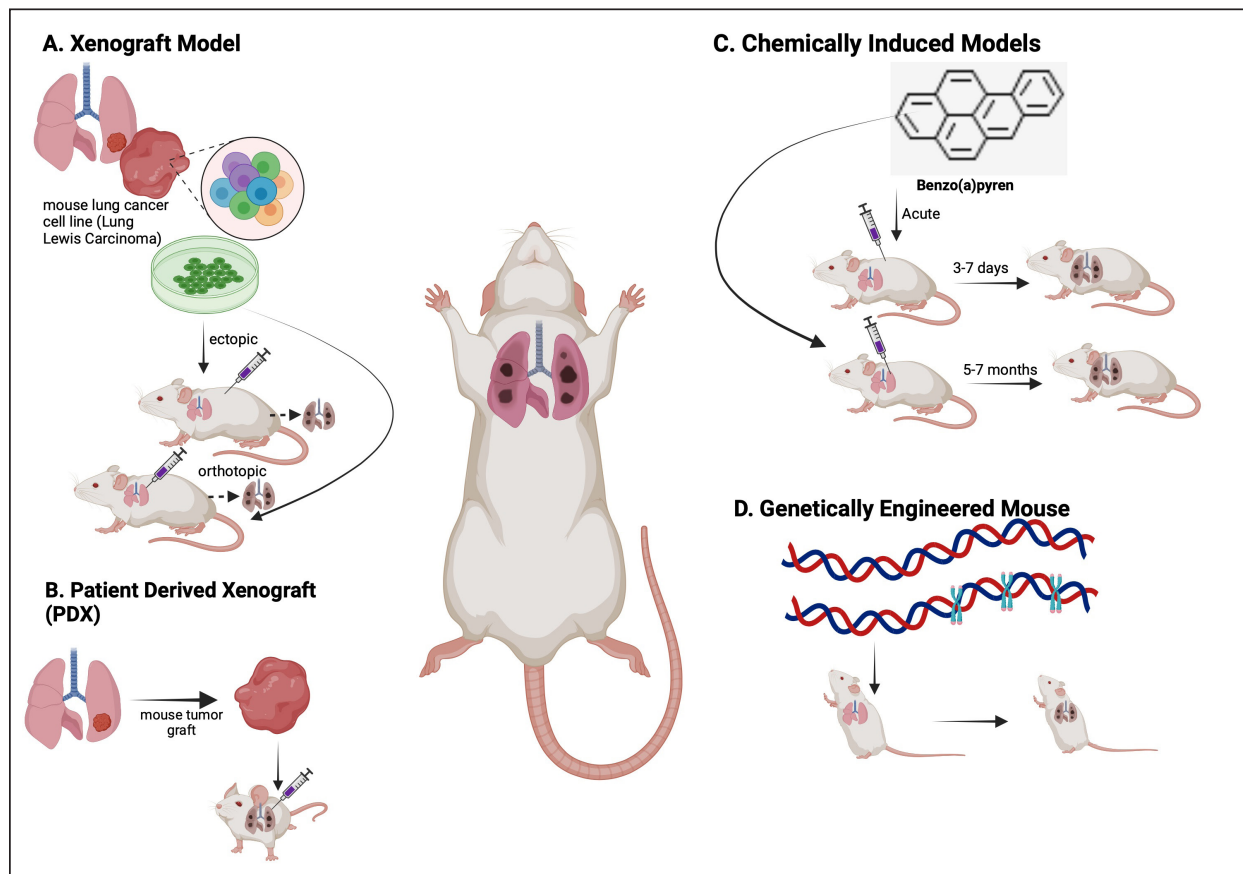 A. Xenograft Model
mouse lung cancer
cell line (Lung
Lewis Carcinoma)
ectopic
orthotopic
B. Patient Derived Xenograft
(PDX)
mouse tumor
graft
C. Chemically Induced Models
Benzo(a)pyren
Acute
3-7 days
5-7 months
D. Genetically Engineered Mouse